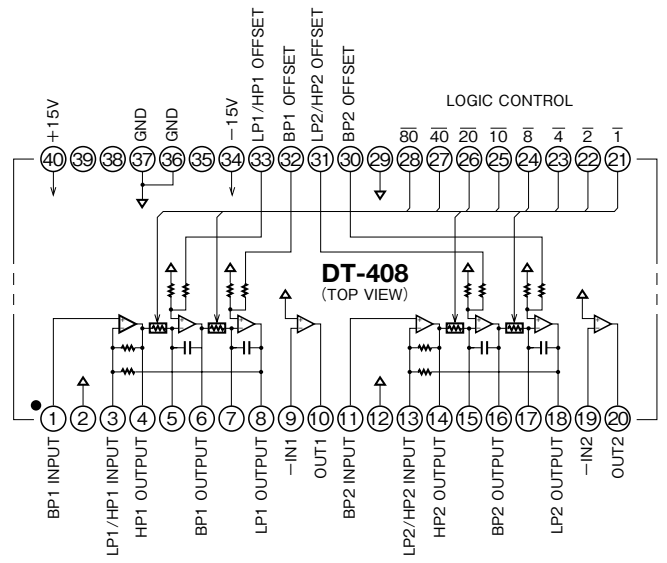 +15V
GND
GND
−15V
LP1/HP1 OFFSET
BP1 OFFSET
LP2/HP2 OFFSET
BP2 OFFSET
LOGIC CONTROL
80 40 20 10 8 4 2 1
40 39 38 37 36 35 34 33 32 31 30 29 28 27 26 25 24 23 22 21
DT-408
(TOP VIEW)
1 2 3 4 5 6 7 8 9 10 11 12 13 14 15 16 17 18 19 20
BP1 INPUT
LP1/HP1 INPUT
HP1 OUTPUT
BP1 OUTPUT
LP1 OUTPUT
−IN1
OUT1
BP2 INPUT
LP2/HP2 INPUT
HP2 OUTPUT
BP2 OUTPUT
LP2 OUTPUT
−IN2
OUT2